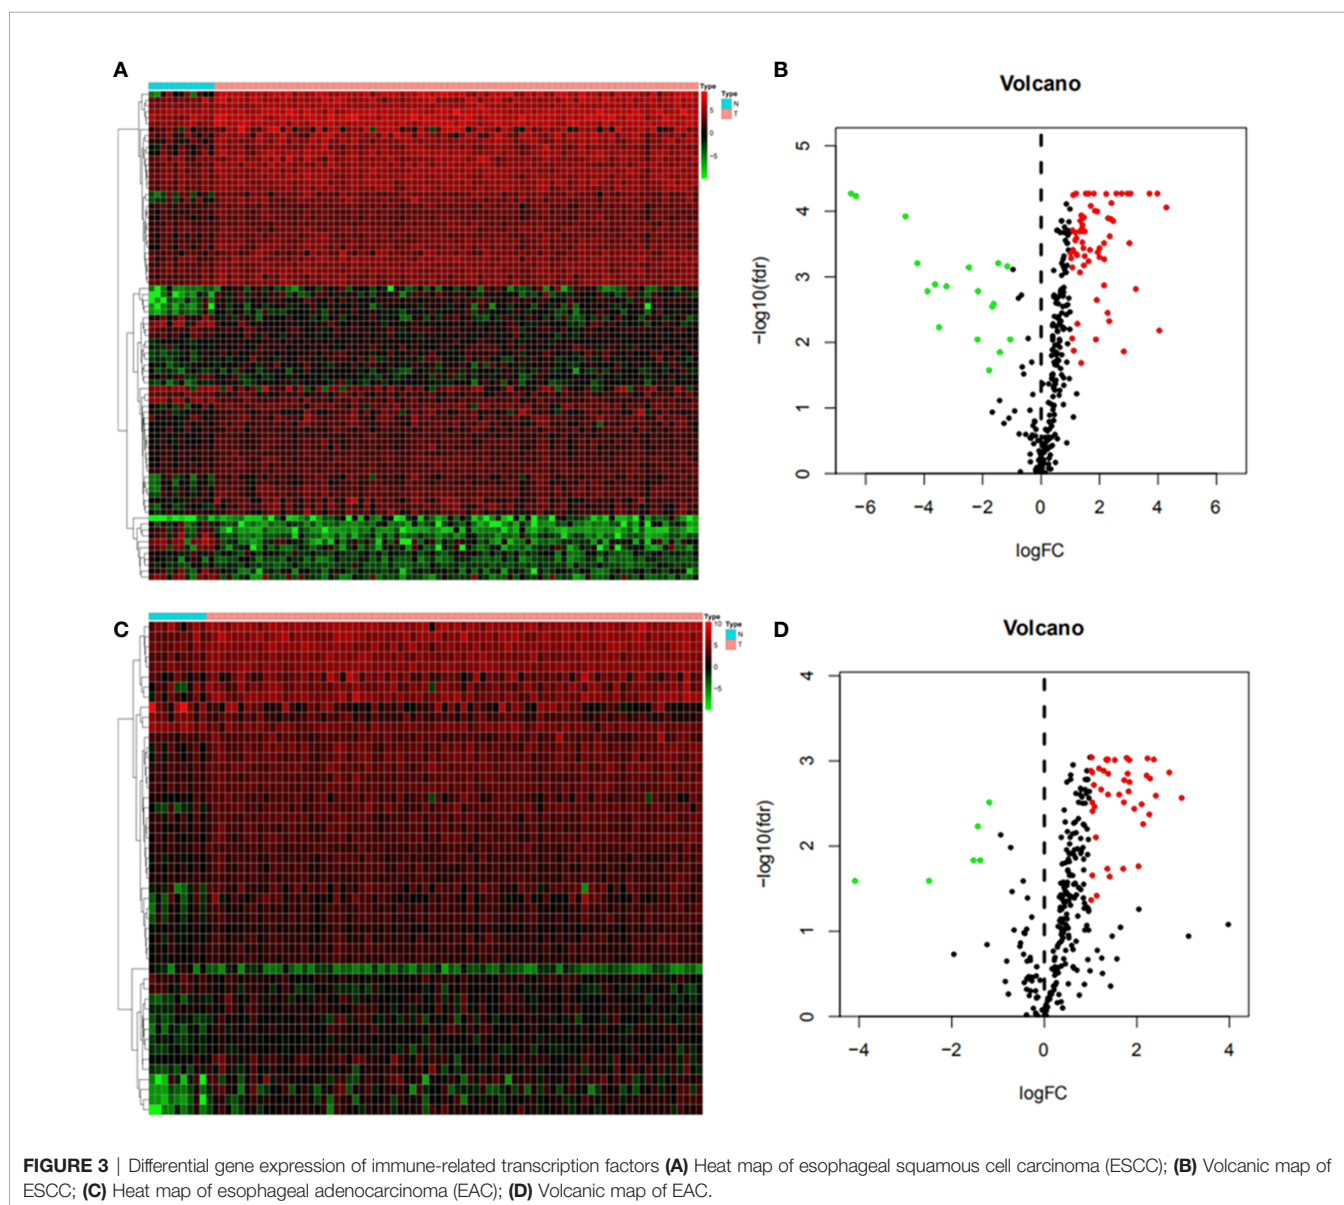 A
Type
5
0
−5
Type
N
T
B
Volcano
5
4
3
2
1
0
−log10(fdr)
−6
−4
−2
0
2
4
6
logFC
C
Type
10
5
0
−5
Type
N
T
D
Volcano
4
3
2
1
0
−log10(fdr)
−4
−2
0
2
4
logFC
FIGURE 3 | Differential gene expression of immune-related transcription factors (A) Heat map of esophageal squamous cell carcinoma (ESCC); (B) Volcanic map of
ESCC; (C) Heat map of esophageal adenocarcinoma (EAC); (D) Volcanic map of EAC.